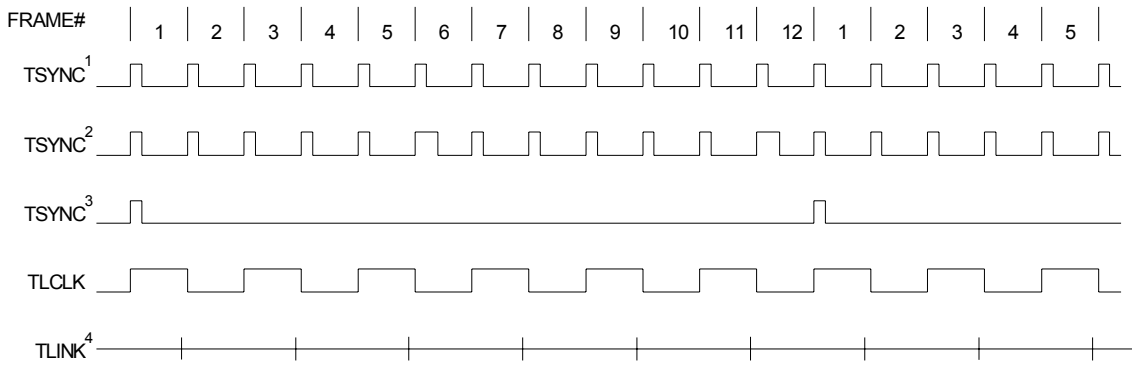 FRAME# 1 2 3 4 5 6 7 8 9 10 11 12 1 2 3 4 5
TSYNC1
TSYNC2
TSYNC3
TLCLK
TLINK4